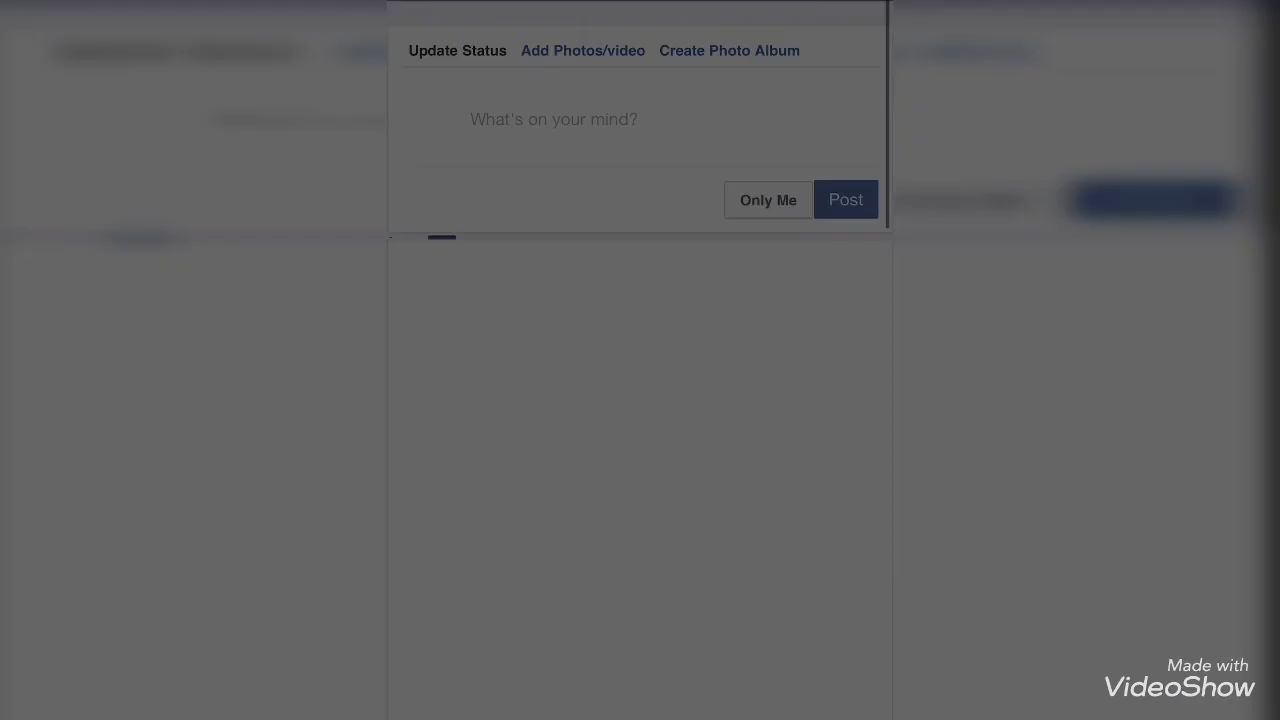 Update Status Add Photos/video Create Photo Album
What's on your mind?
Only Me Post
Made with
VideoShow